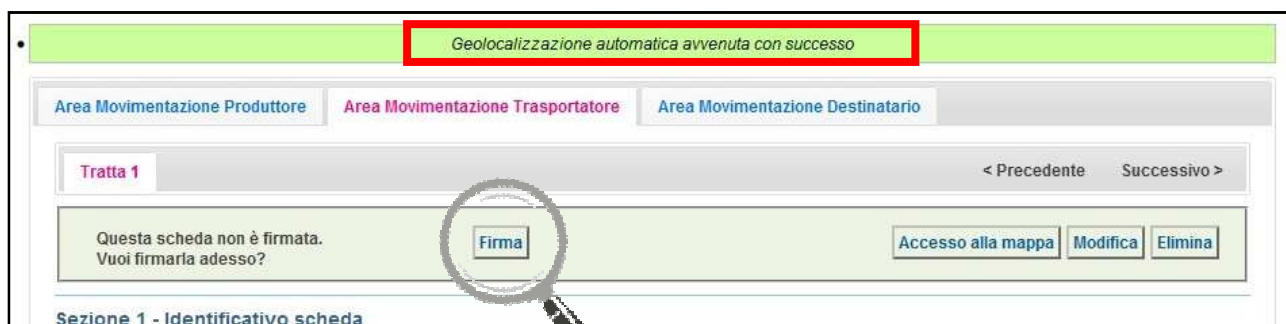 Geolocalizzazione automatica avvenuta con successo
Area Movimentazione Produttore Area Movimentazione Trasportatore Area Movimentazione Destinatario
Tratta 1 < Precedente Successivo >
Questa scheda non è firmata.
Vuoi firmarla adesso?
Firma Accesso alla mappa Modifica Elimina
Sezione 1 - Identificativo scheda